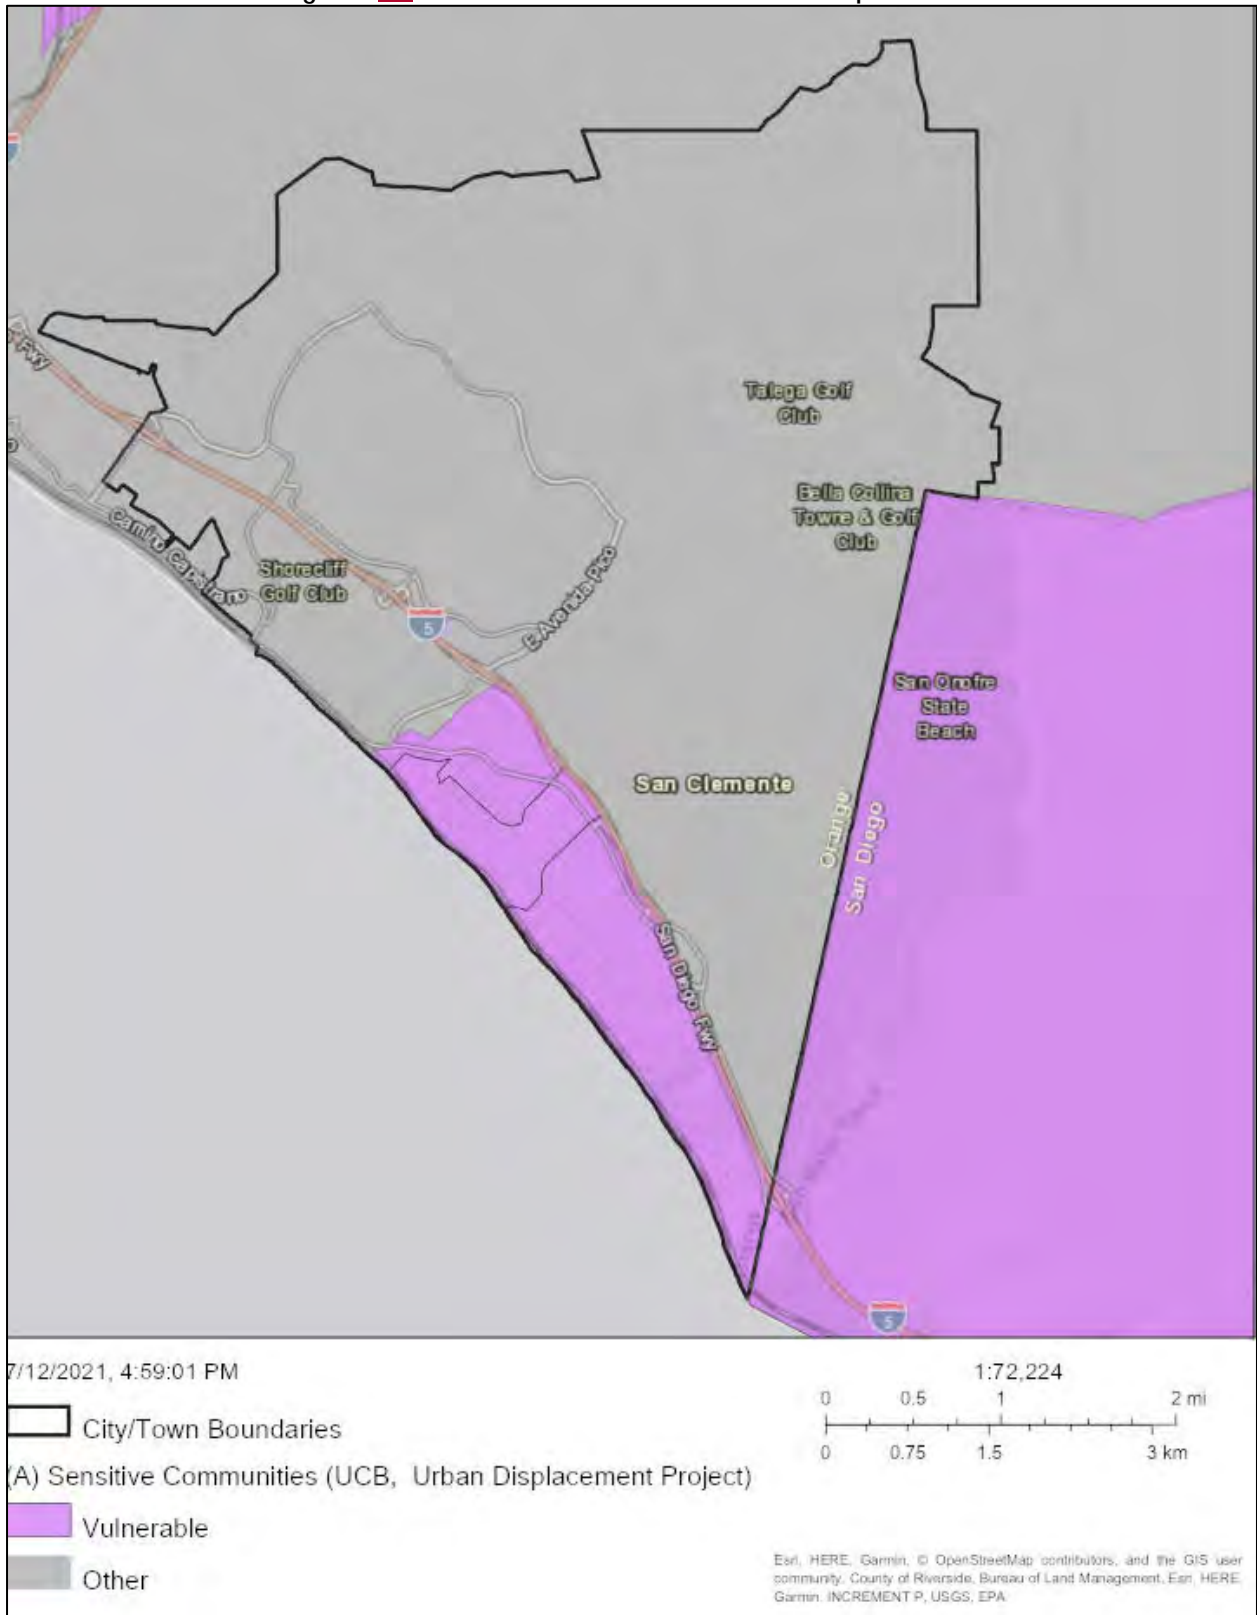 Fwy
Talega Golf
Club
Bella Collina
Towne & Golf
Club
Camino Capistrano
Shorecliff
Golf Club
E Avenida Pico
5
San Onofre
State
Beach
San Clemente
Orange
San Diego
San Diego Fwy
5
7/12/2021, 4:59:01 PM
1:72,224
0 0.5 1 2 mi
0 0.75 1.5 3 km
City/Town Boundaries
(A) Sensitive Communities (UCB, Urban Displacement Project)
Vulnerable
Other
Esri, HERE, Garmin, © OpenStreetMap contributors, and the GIS user
community, County of Riverside, Bureau of Land Management, Esri, HERE,
Garmin, INCREMENT P, USGS, EPA